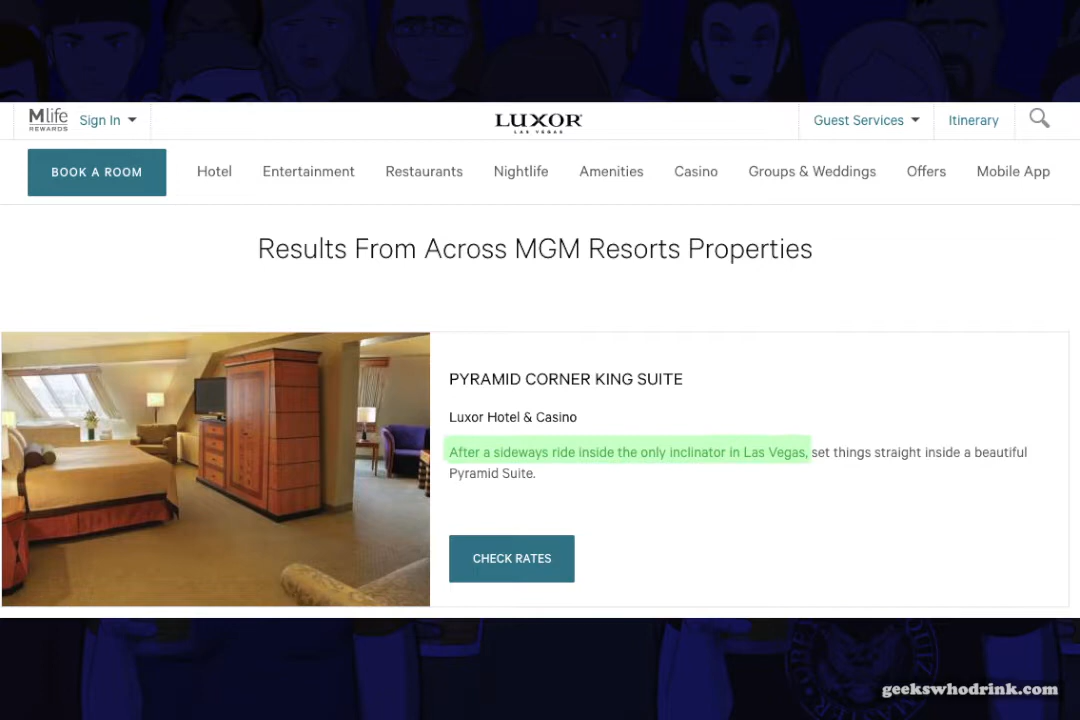 Mlife
REWARDS
Sign In
LUXOR
LAS VEGAS
Guest Services
Itinerary
BOOK A ROOM
Hotel
Entertainment
Restaurants
Nightlife
Amenities
Casino
Groups & Weddings
Offers
Mobile App
Results From Across MGM Resorts Properties
PYRAMID CORNER KING SUITE
Luxor Hotel & Casino
After a sideways ride inside the only inclinator in Las Vegas, set things straight inside a beautiful
Pyramid Suite.
CHECK RATES
geekswhodrink.com